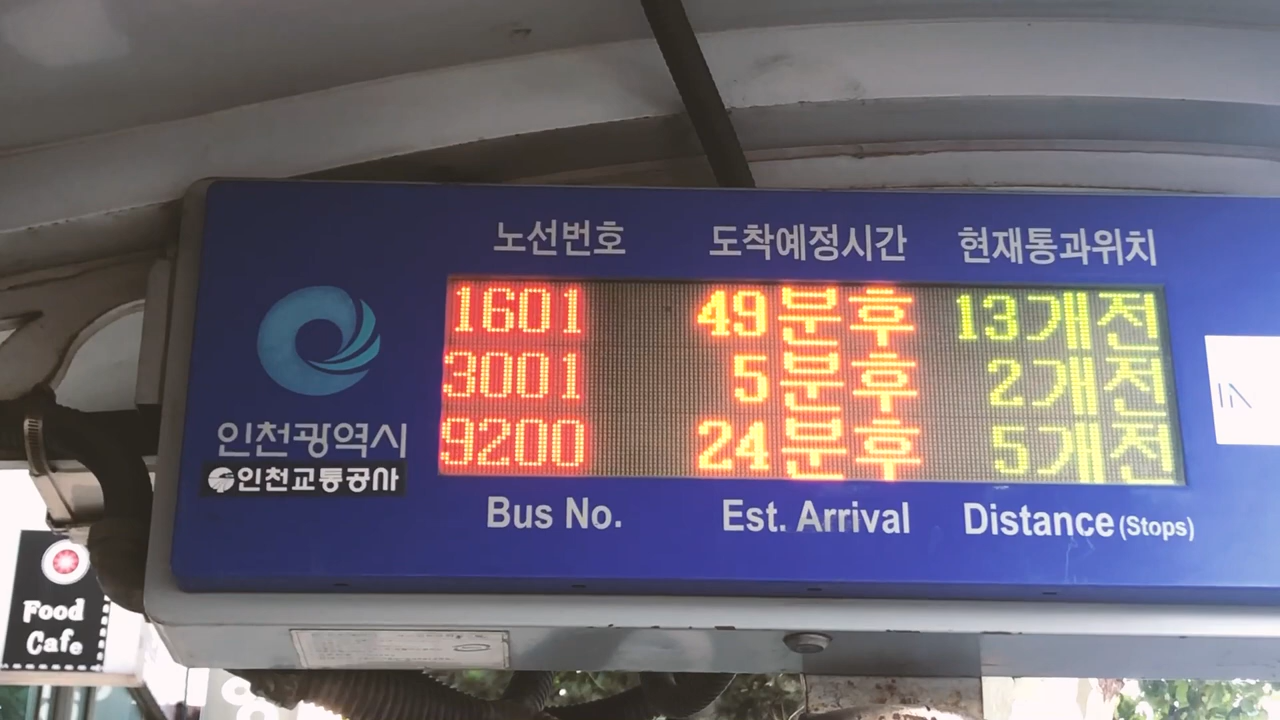 노선번호 도착예정시간 현재통과위치
1601 49분후 13개전
3001 5분후 2개전
9200 24분후 5개전
Bus No. Est. Arrival Distance (Stops)
인천광역시
인천교통공사
Food
Cafe